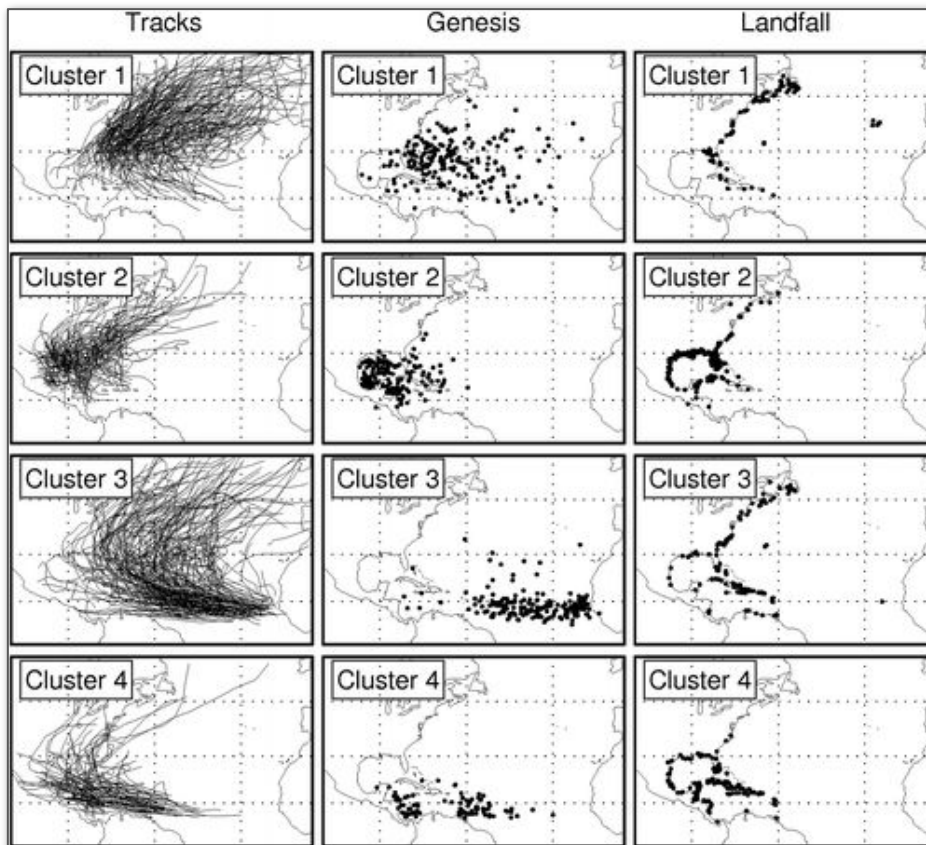 Tracks Genesis Landfall
Cluster 1 Cluster 1 Cluster 1
Cluster 2 Cluster 2 Cluster 2
Cluster 3 Cluster 3 Cluster 3
Cluster 4 Cluster 4 Cluster 4